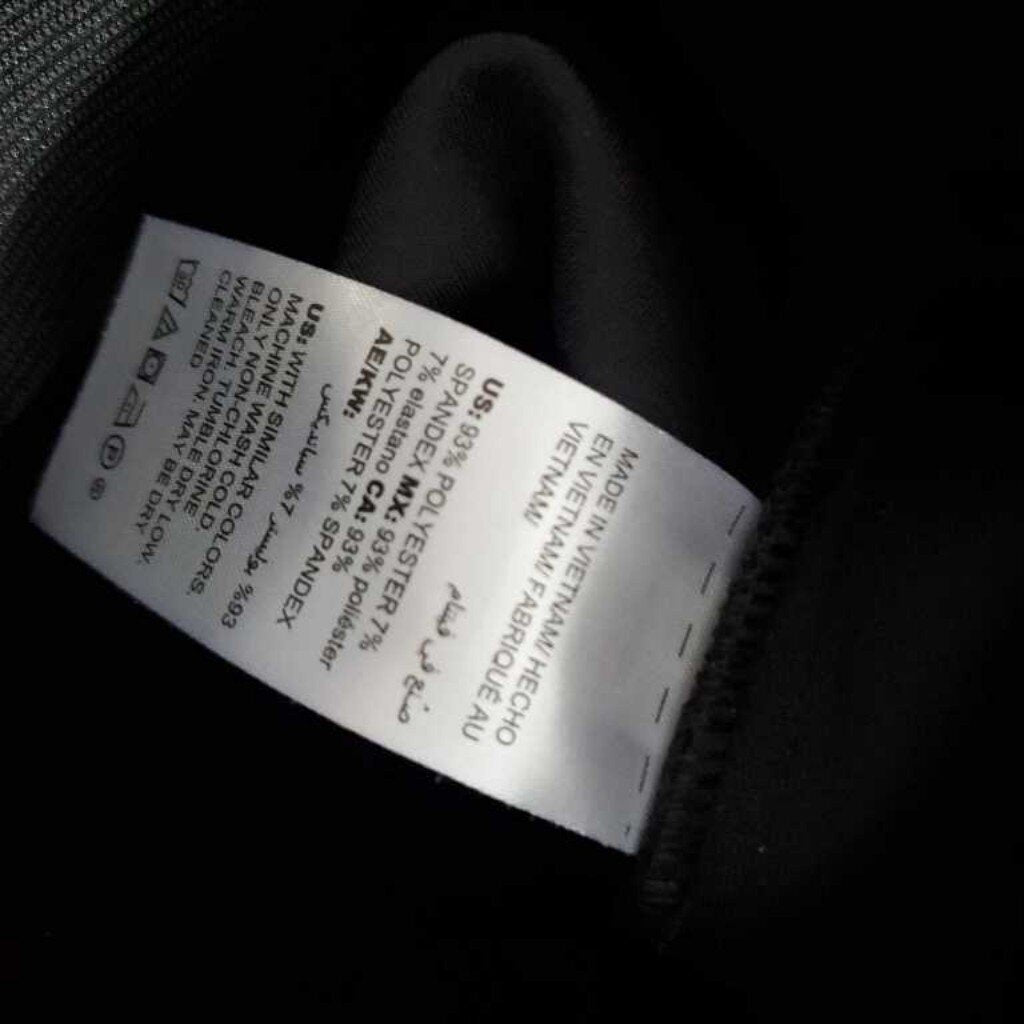 MADE IN VIETNAM/ HECHO
EN VIETNAM/ FABRIQUÉ AU
VIETNAM/
صنع في فيتنام
US: 93% POLYESTER 7%
SPANDEX MX: 93% poliéster
7% elastano CA: 93%
POLYESTER 7% SPANDEX
AE/KW:
93% بوليستر 7% سبانديكس
US: WITH SIMILAR COLORS.
MACHINE WASH COLD.
ONLY NON-CHLORINE
BLEACH. TUMBLE DRY LOW.
WARM IRON MAY BE DRY
CLEANED
P